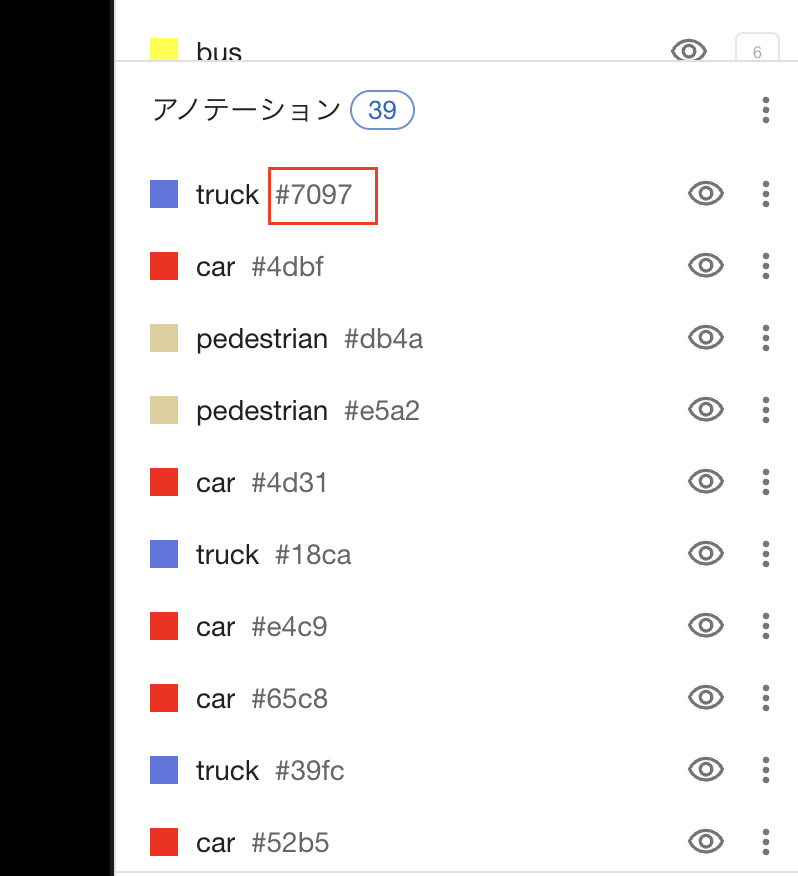 bus 6
アノテーション 39
truck #7097
car #4dbf
pedestrian #db4a
pedestrian #e5a2
car #4d31
truck #18ca
car #e4c9
car #65c8
truck #39fc
car #52b5